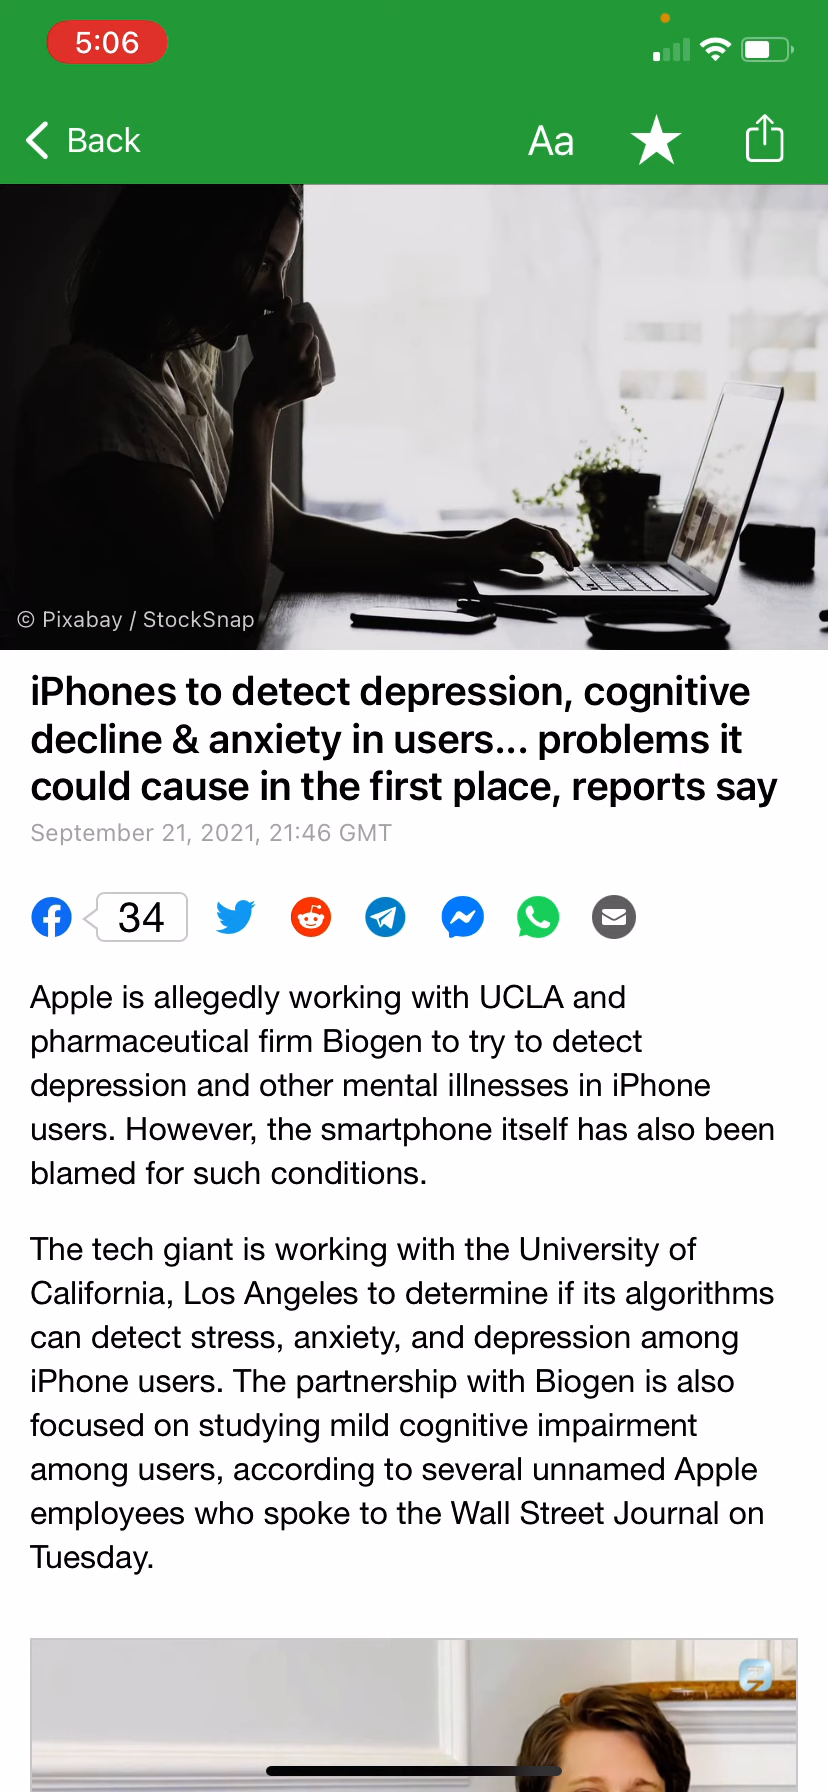 5:06
Back
Aa
© Pixabay / StockSnap
iPhones to detect depression, cognitive
decline & anxiety in users... problems it
could cause in the first place, reports say
September 21, 2021, 21:46 GMT
34
Apple is allegedly working with UCLA and
pharmaceutical firm Biogen to try to detect
depression and other mental illnesses in iPhone
users. However, the smartphone itself has also been
blamed for such conditions.
The tech giant is working with the University of
California, Los Angeles to determine if its algorithms
can detect stress, anxiety, and depression among
iPhone users. The partnership with Biogen is also
focused on studying mild cognitive impairment
among users, according to several unnamed Apple
employees who spoke to the Wall Street Journal on
Tuesday.